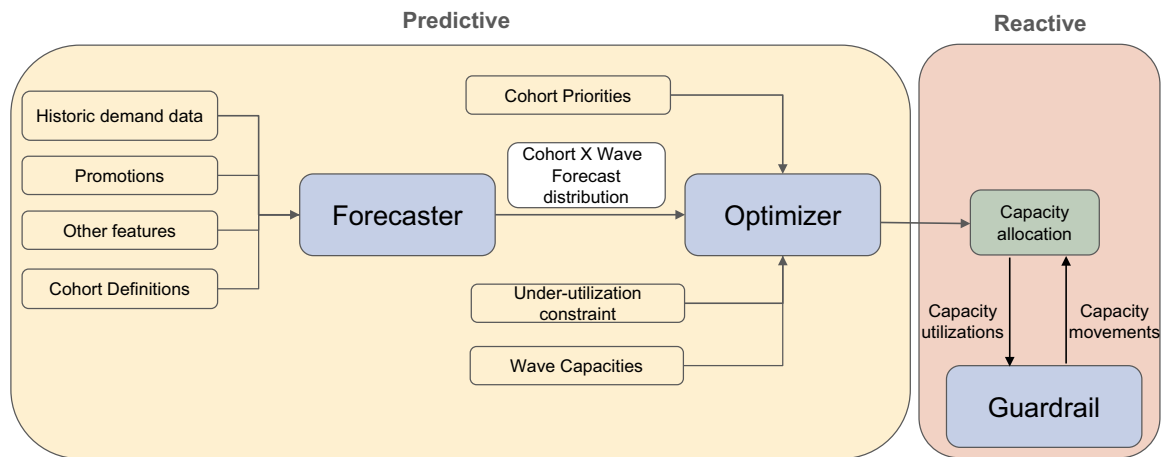 Predictive
Reactive
Historic demand data
Promotions
Other features
Cohort Definitions
Forecaster
Cohort Priorities
Cohort X Wave
Forecast
distribution
Optimizer
Under-utilization
constraint
Wave Capacities
Capacity
allocation
Capacity
utilizations
Capacity
movements
Guardrail